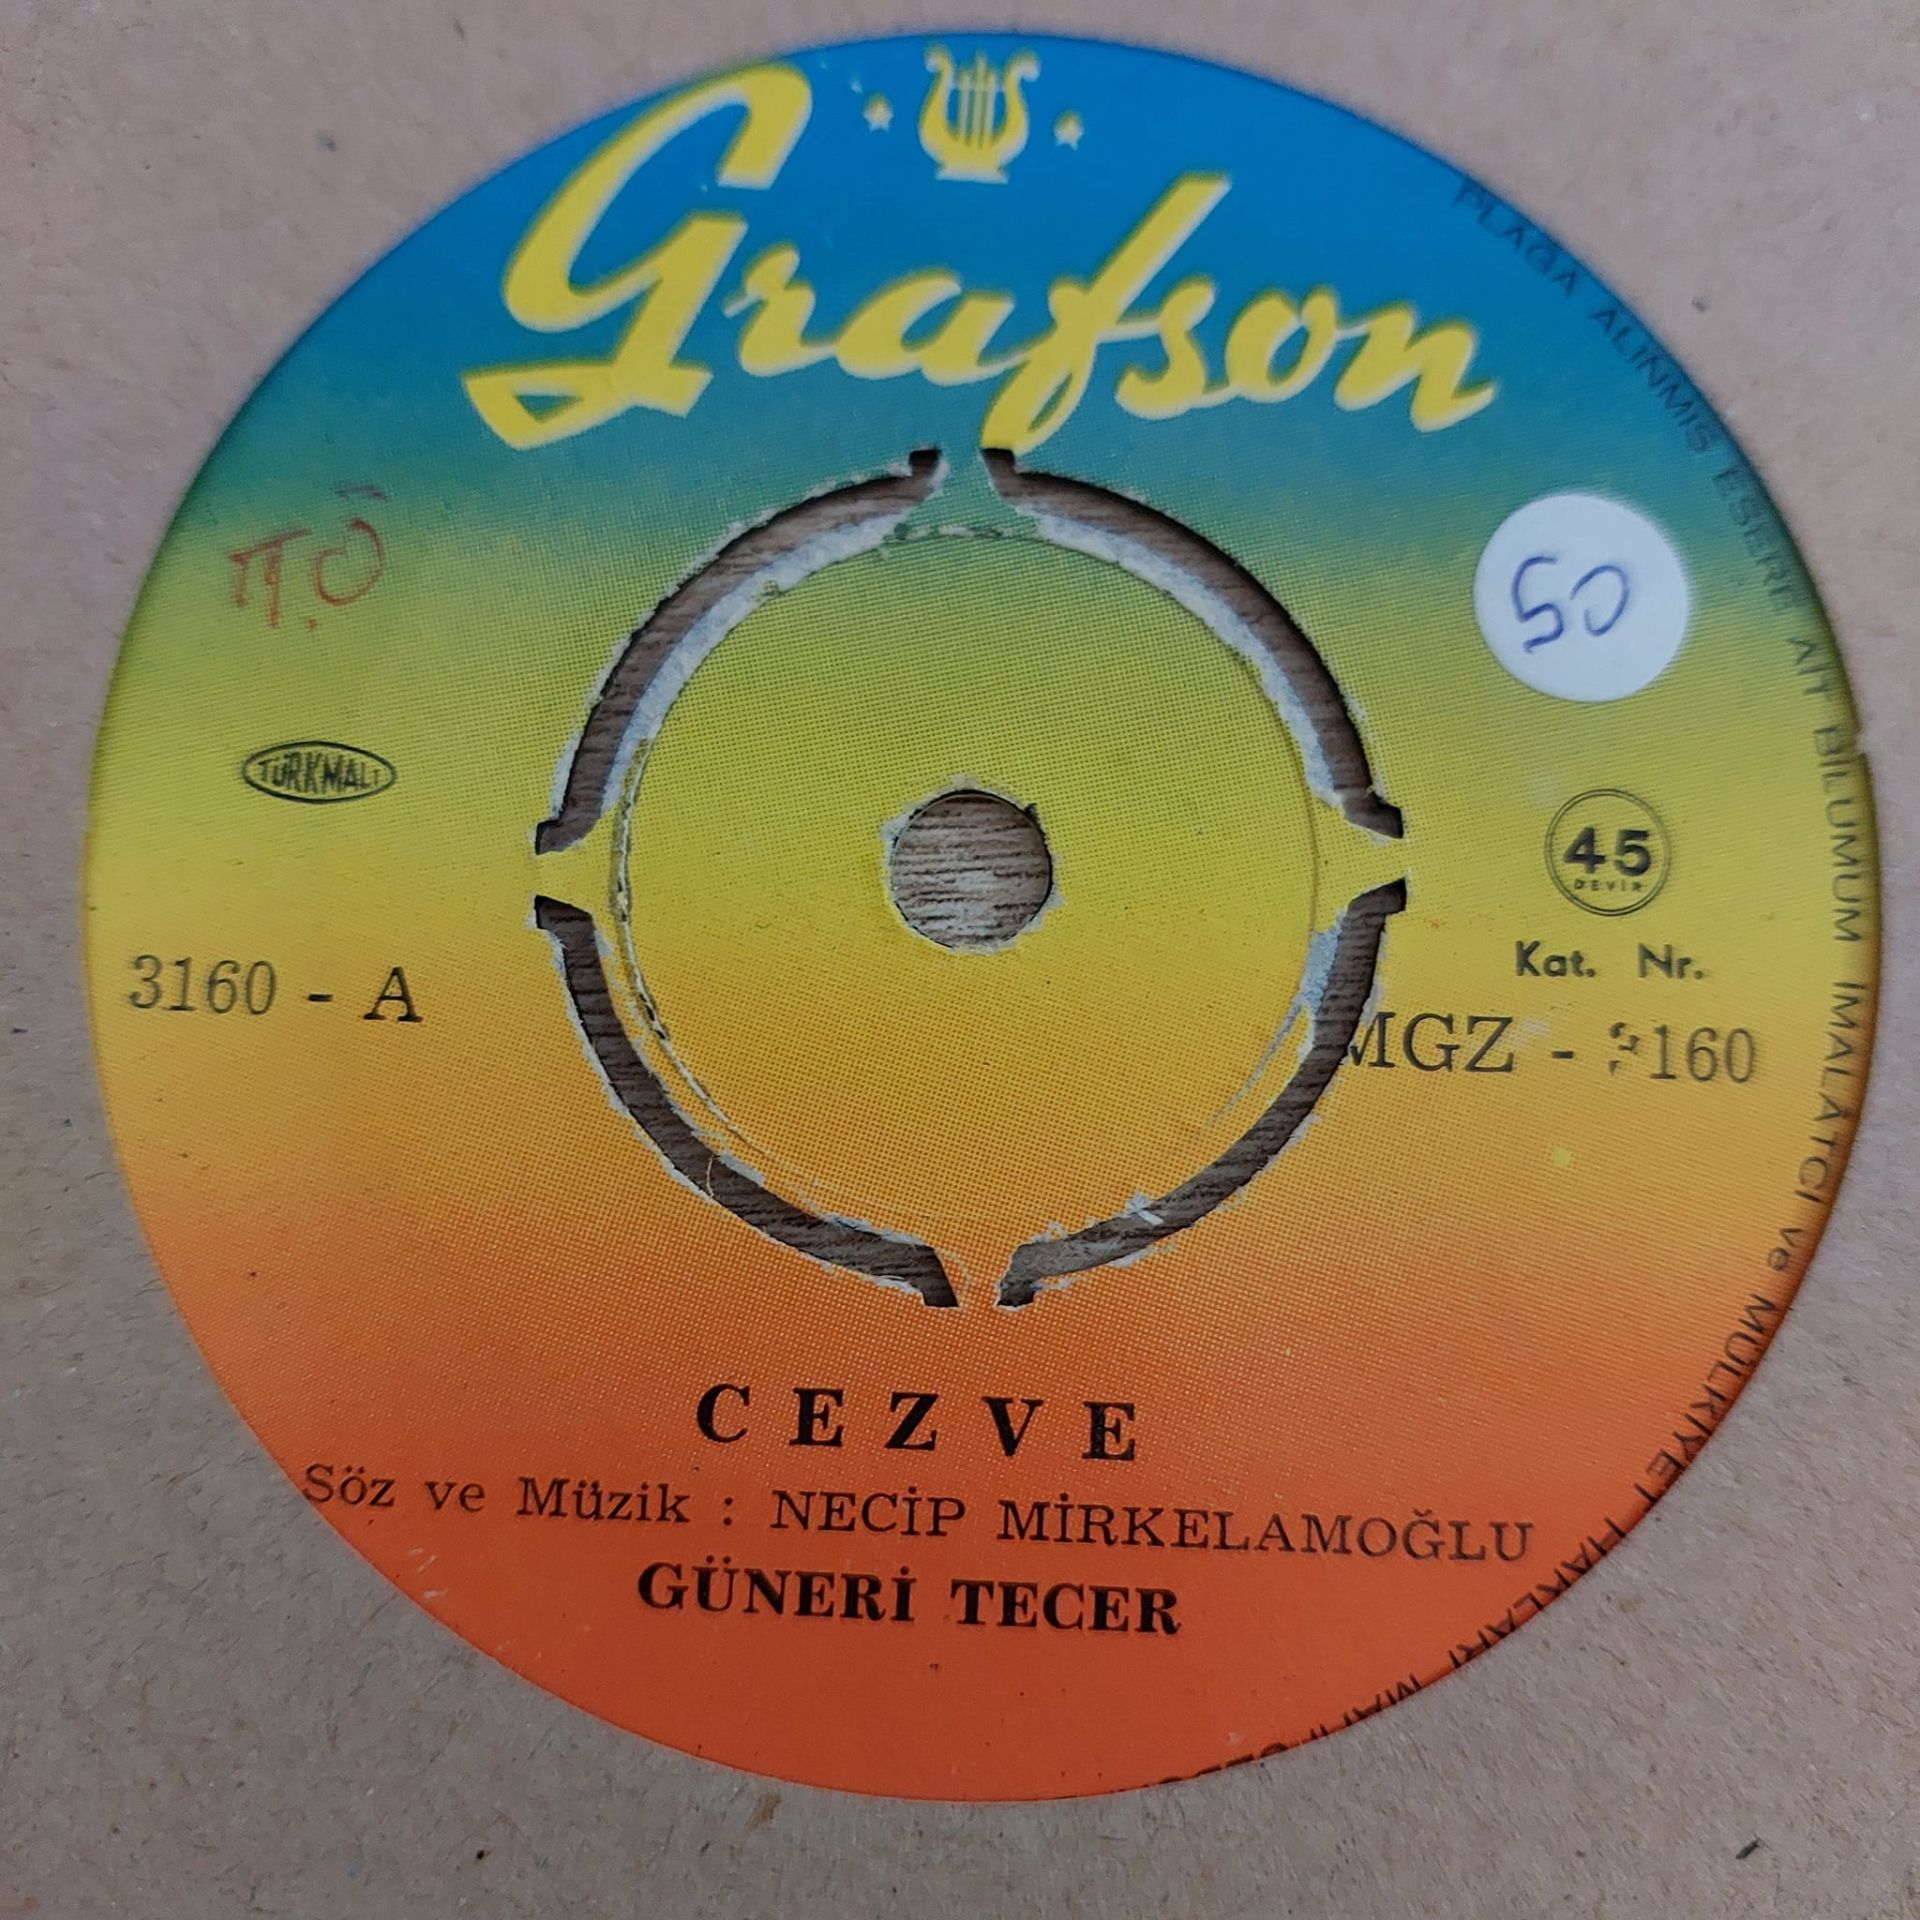 Grafson
T.Ö
50
TÜRKMALI
45
DEVİR
Kat. Nr.
3160 - A
MGZ - 3160
CEZVE
Söz ve Müzik : NECİP MİRKELAMOĞLU
GÜNERİ TECER
PLAĞA ALINMIŞ ESERE AİT BİLUMUM İMALÂTCI ve MÜLKİYET HAKLARI